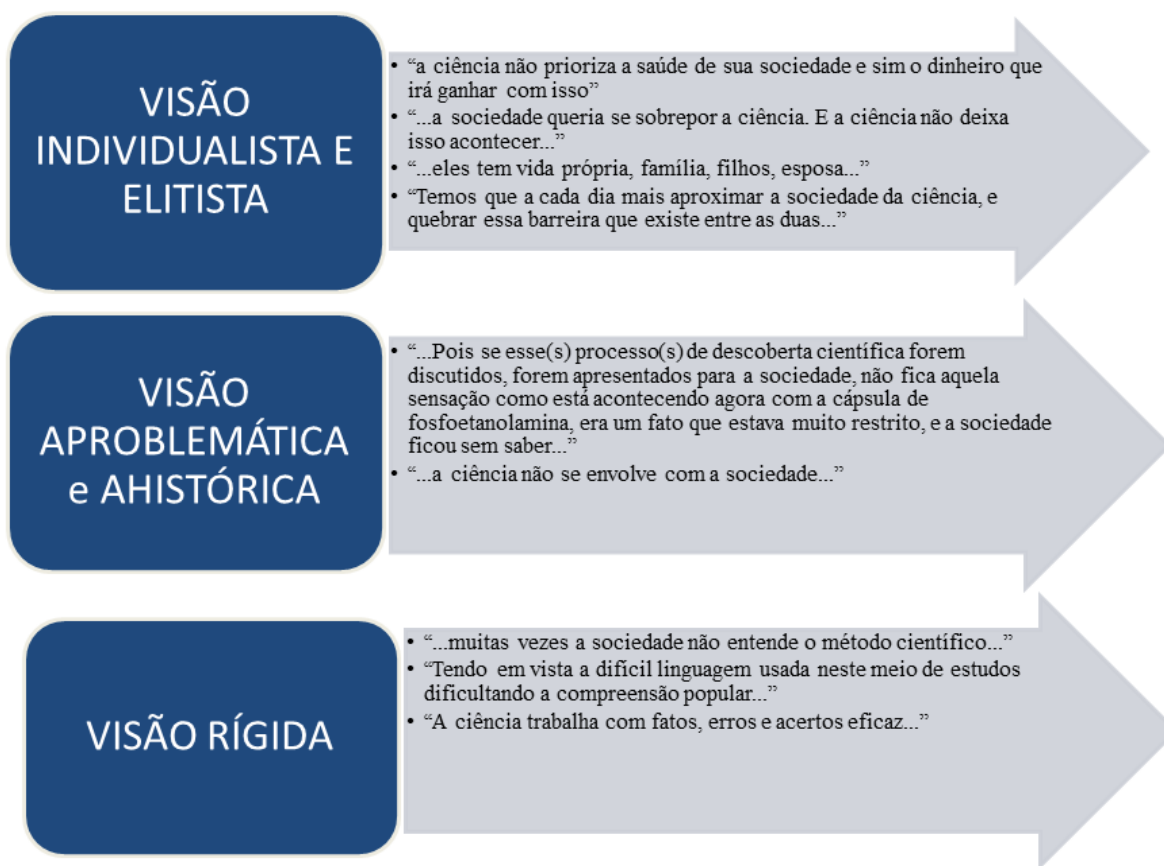 VISÃO
INDIVIDUALISTA E
ELITISTA
• “a ciência não prioriza a saúde de sua sociedade e sim o dinheiro que
irá ganhar com isso”
• “...a sociedade queria se sobrepor a ciência. E a ciência não deixa
isso acontecer...”
• “...eles tem vida própria, família, filhos, esposa...”
• “Temos que a cada dia mais aproximar a sociedade da ciência, e
quebrar essa barreira que existe entre as duas...”
VISÃO
APROBLEMÁTICA
e AHISTÓRICA
• “...Pois se esse(s) processo(s) de descoberta científica forem
discutidos, forem apresentados para a sociedade, não fica aquela
sensação como está acontecendo agora com a cápsula de
fosfoetanolamina, era um fato que estava muito restrito, e a sociedade
ficou sem saber...”
• “...a ciência não se envolve com a sociedade...”
VISÃO RÍGIDA
• “...muitas vezes a sociedade não entende o método científico...”
• “Tendo em vista a difícil linguagem usada neste meio de estudos
dificultando a compreensão popular...”
• “A ciência trabalha com fatos, erros e acertos eficaz...”